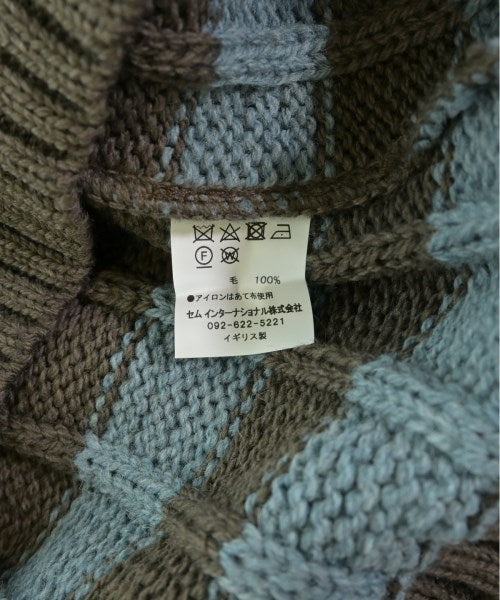 F W
毛 100%
●アイロンはあて布使用
セム インターナショナル株式会社
092-622-5221
イギリス製